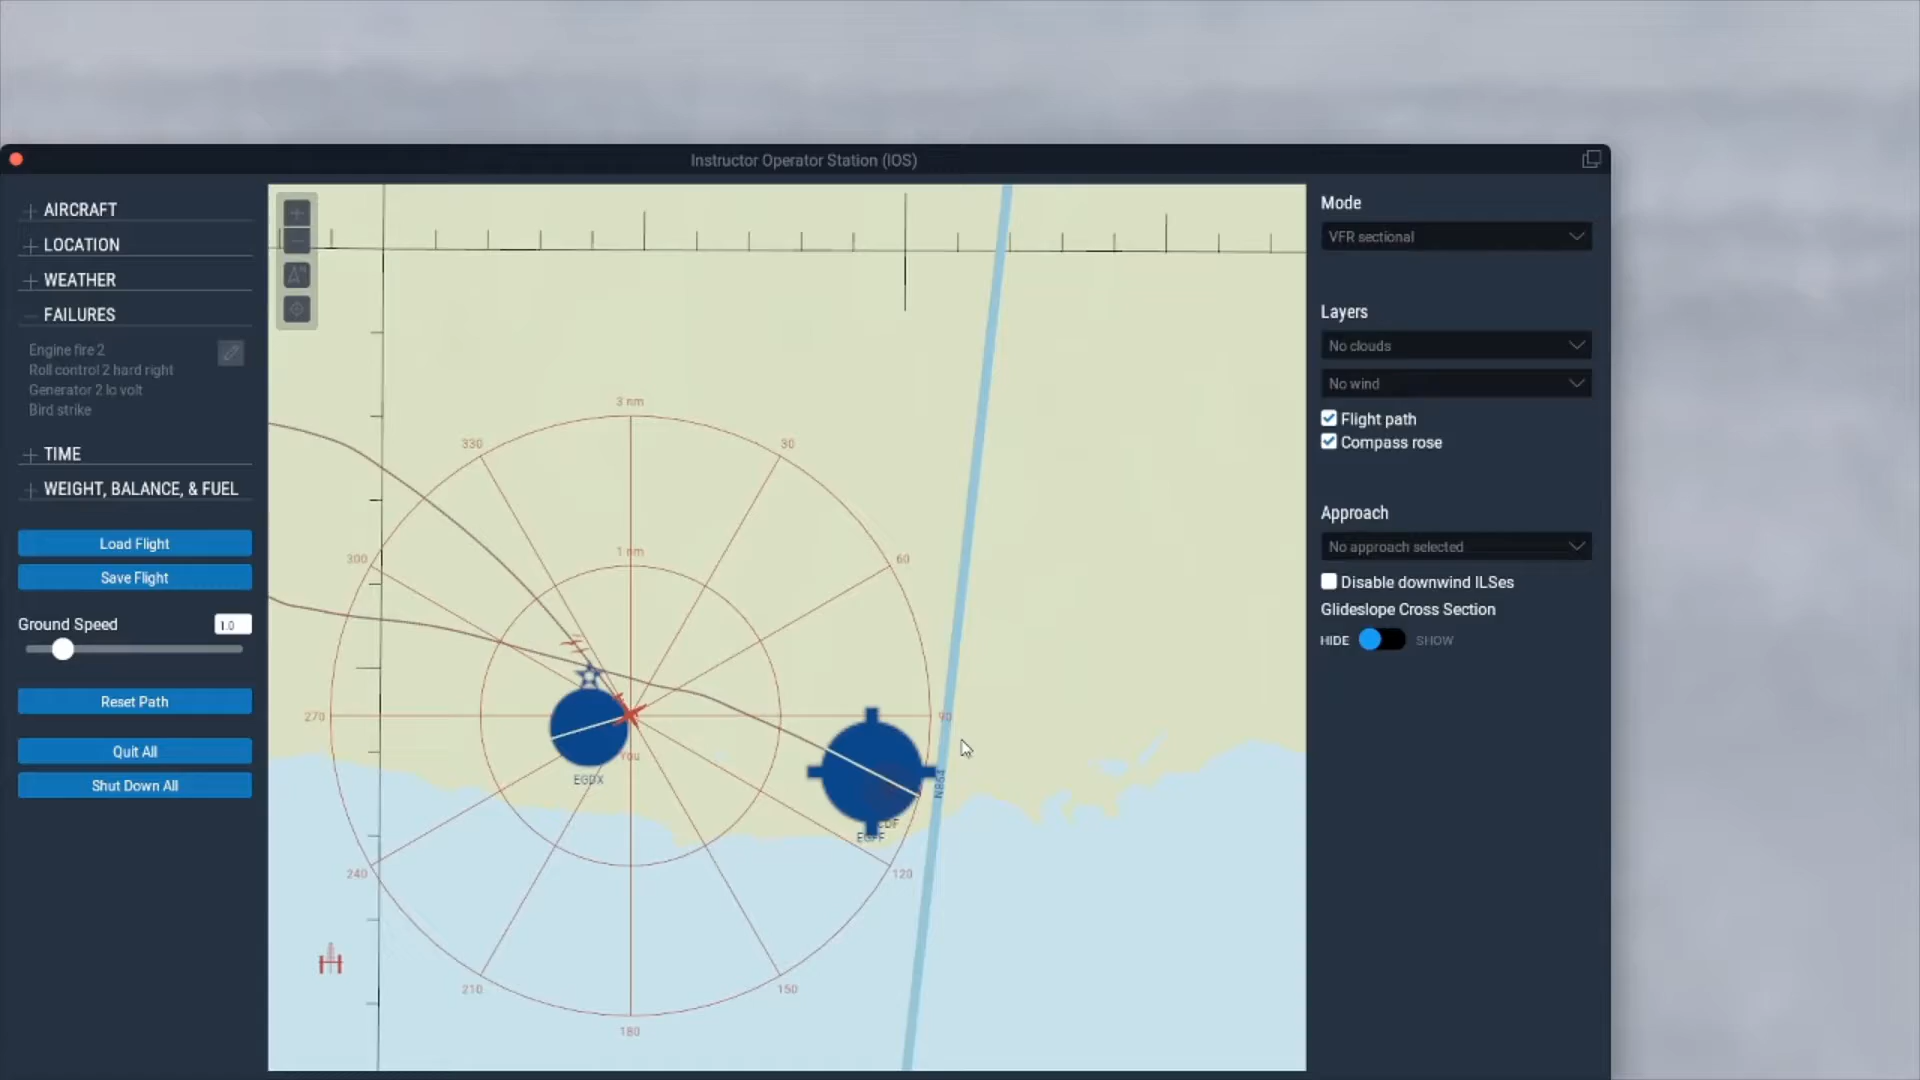 Instructor Operator Station (IOS)
AIRCRAFT
LOCATION
WEATHER
FAILURES
Engine fire 2
Roll control 2 hard right
Generator 2 lo volt
Bird strike
TIME
WEIGHT, BALANCE, & FUEL
Load Flight
Save Flight
Ground Speed
1.0
Reset Path
Quit All
Shut Down All
3 nm
330
30
1 nm
300
60
270
90
You
EGDX
N864
240
120
210
150
180
Mode
VFR sectional
Layers
No clouds
No wind
Flight path
Compass rose
Approach
No approach selected
Disable downwind ILSes
Glideslope Cross Section
HIDE
SHOW